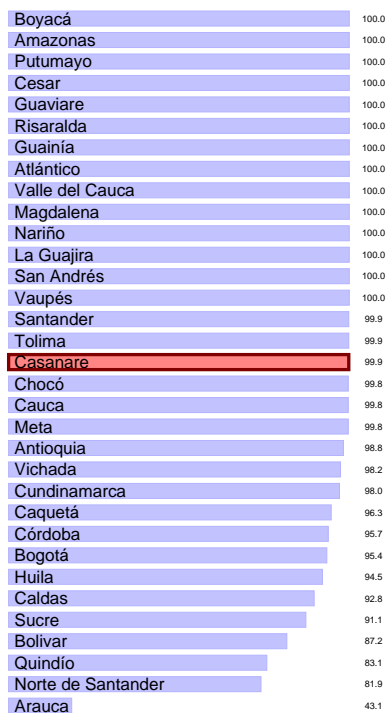 Boyacá 100.0
Amazonas 100.0
Putumayo 100.0
Cesar 100.0
Guaviare 100.0
Risaralda 100.0
Guainía 100.0
Atlántico 100.0
Valle del Cauca 100.0
Magdalena 100.0
Nariño 100.0
La Guajira 100.0
San Andrés 100.0
Vaupés 100.0
Santander 99.9
Tolima 99.9
Casanare 99.9
Chocó 99.8
Cauca 99.8
Meta 99.8
Antioquia 98.8
Vichada 98.2
Cundinamarca 98.0
Caquetá 96.3
Córdoba 95.7
Bogotá 95.4
Huila 94.5
Caldas 92.8
Sucre 91.1
Bolivar 87.2
Quindío 83.1
Norte de Santander 81.9
Arauca 43.1